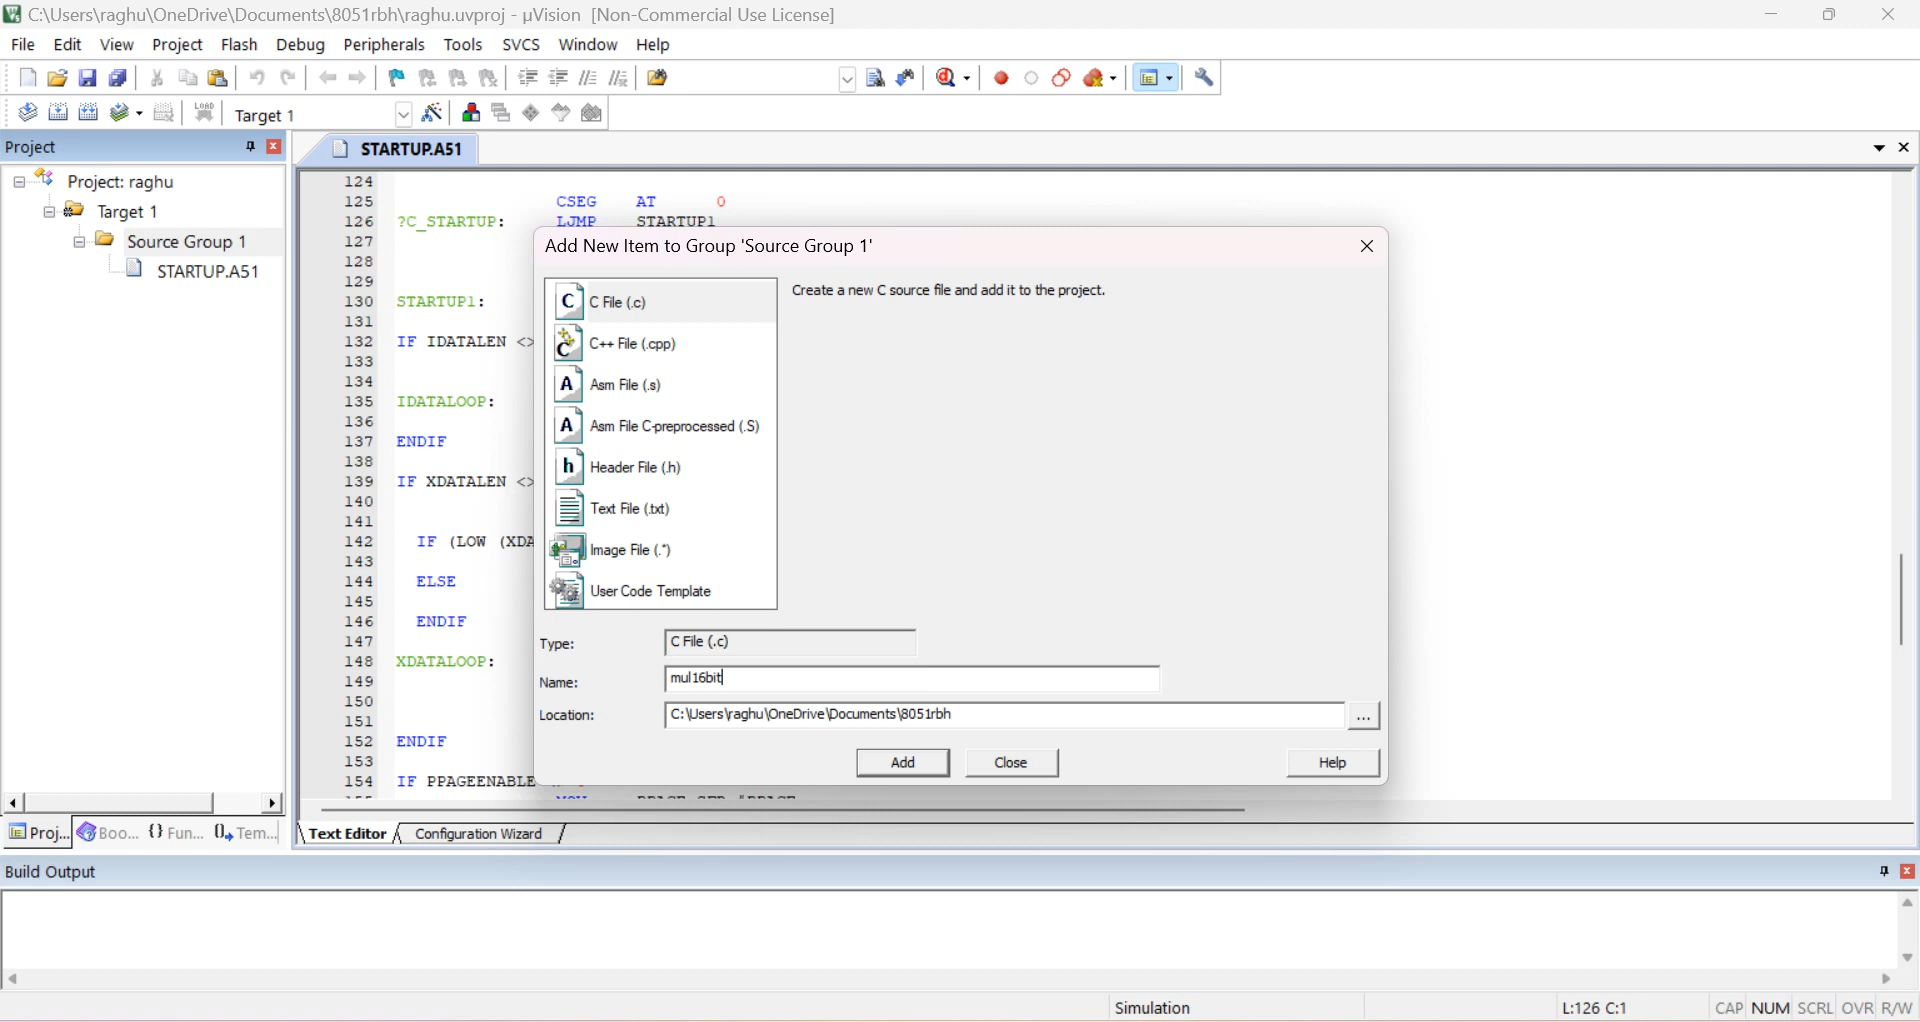 C:\Users\raghu\OneDrive\Documents\8051rbh\raghu.uvproj - µVision [Non-Commercial Use License]
File Edit View Project Flash Debug Peripherals Tools SVCS Window Help
LOAD Target 1
Project
STARTUP.A51
Project: raghu
Target 1
Source Group 1
STARTUP.A51
124
125 CSEG AT 0
126 ?C_STARTUP: LJMP STARTUP1
127
128
129
130 STARTUP1:
131
132 IF IDATALEN <>
133
134
135 IDATALOOP:
136
137 ENDIF
138
139 IF XDATALEN <>
140
141
142 IF (LOW (XDA
143
144 ELSE
145
146 ENDIF
147
148 XDATALOOP:
149
150
151
152 ENDIF
153
154 IF PPAGEENABLE
Add New Item to Group 'Source Group 1'
C File (.c)
C++ File (.cpp)
Asm File (.s)
Asm File C-preprocessed (.S)
Header File (.h)
Text File (.txt)
Image File (.*)
User Code Template
Create a new C source file and add it to the project.
Type: C File (.c)
Name: mul16bit
Location: C:\Users\raghu\OneDrive\Documents\8051rbh ...
Add Close Help
Proj... Boo... {} Fun... Tem...
Text Editor Configuration Wizard
Build Output
Simulation L:126 C:1 CAP NUM SCRL OVR R/W